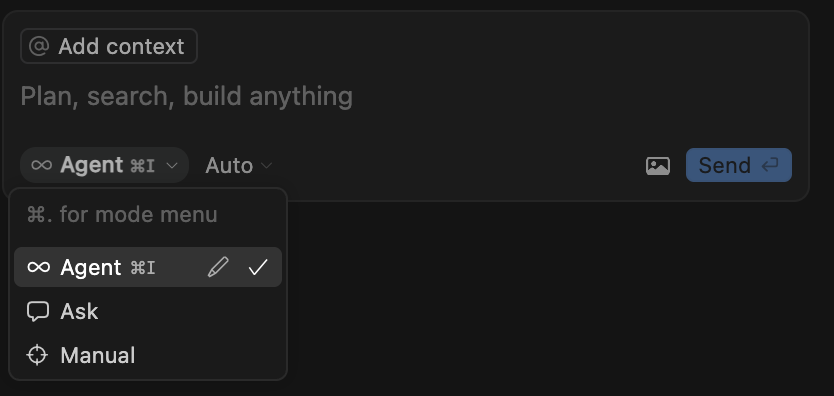 @ Add context
Plan, search, build anything
∞ Agent ⌘I Auto Send
⌘. for mode menu
∞ Agent ⌘I
Ask
Manual